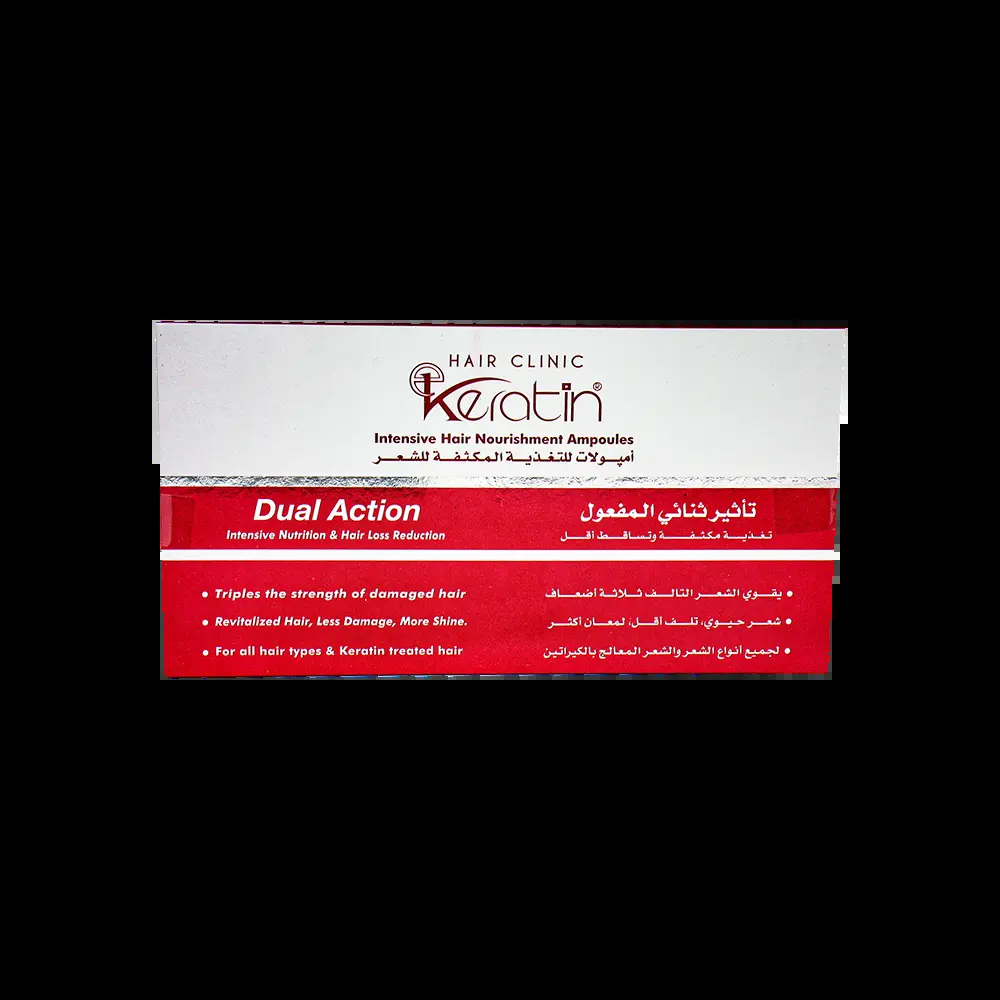 HAIR CLINIC
Keratin®
Intensive Hair Nourishment Ampoules
أمپولات للتغذية المكثفة للشعر
Dual Action
Intensive Nutrition & Hair Loss Reduction
تأثير ثنائي المفعول
تغذية مكثفة وتساقط أقل
• Triples the strength of damaged hair
• Revitalized Hair, Less Damage, More Shine.
• For all hair types & Keratin treated hair
• يقوي الشعر التالف ثلاثة أضعاف
• شعر حيوي، تلف أقل، لمعان أكثر
• لجميع أنواع الشعر والشعر المعالج بالكيراتين